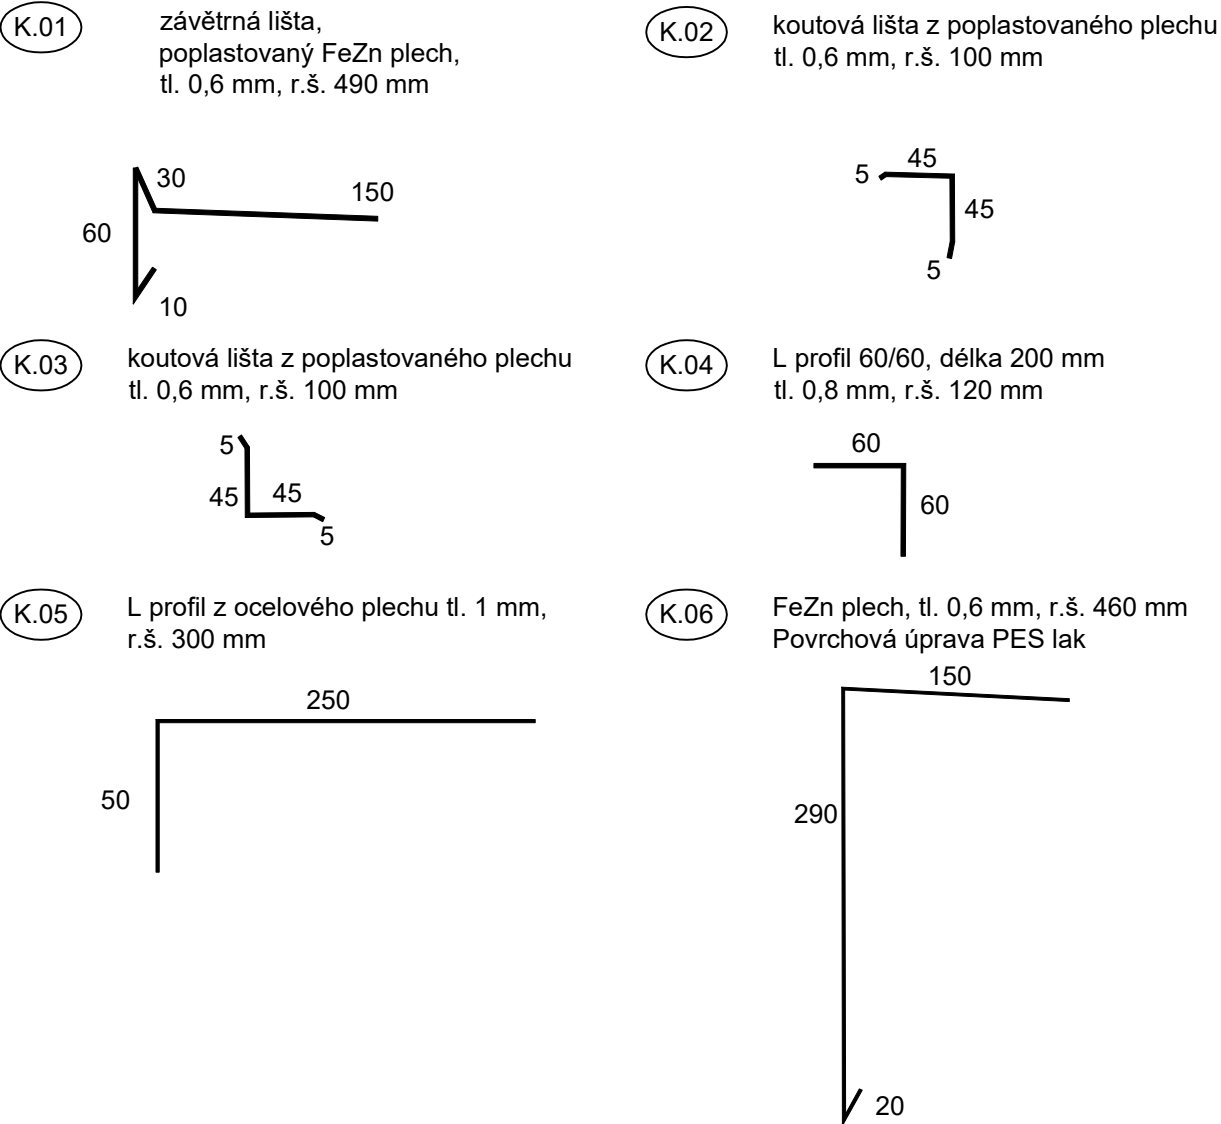 K.01
závětrná lišta,
poplastovaný FeZn plech,
tl. 0,6 mm, r.š. 490 mm
30
150
60
10
K.02
koutová lišta z poplastovaného plechu
tl. 0,6 mm, r.š. 100 mm
45
5
45
5
K.03
koutová lišta z poplastovaného plechu
tl. 0,6 mm, r.š. 100 mm
5
45
45
5
K.04
L profil 60/60, délka 200 mm
tl. 0,8 mm, r.š. 120 mm
60
60
K.05
L profil z ocelového plechu tl. 1 mm,
r.š. 300 mm
250
50
K.06
FeZn plech, tl. 0,6 mm, r.š. 460 mm
Povrchová úprava PES lak
150
290
20